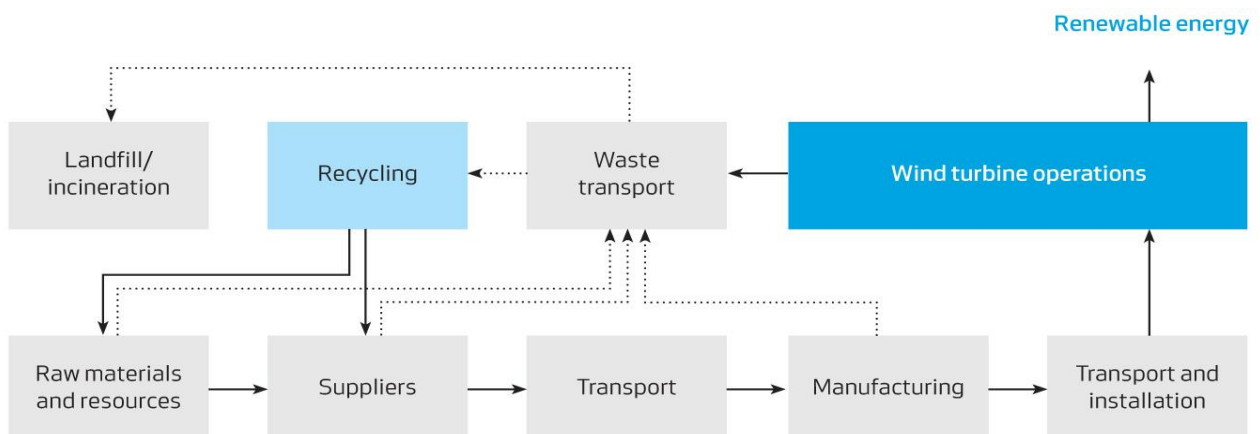 Renewable energy
Landfill/
incineration
Recycling
Waste
transport
Wind turbine operations
Raw materials
and resources
Suppliers
Transport
Manufacturing
Transport and
installation